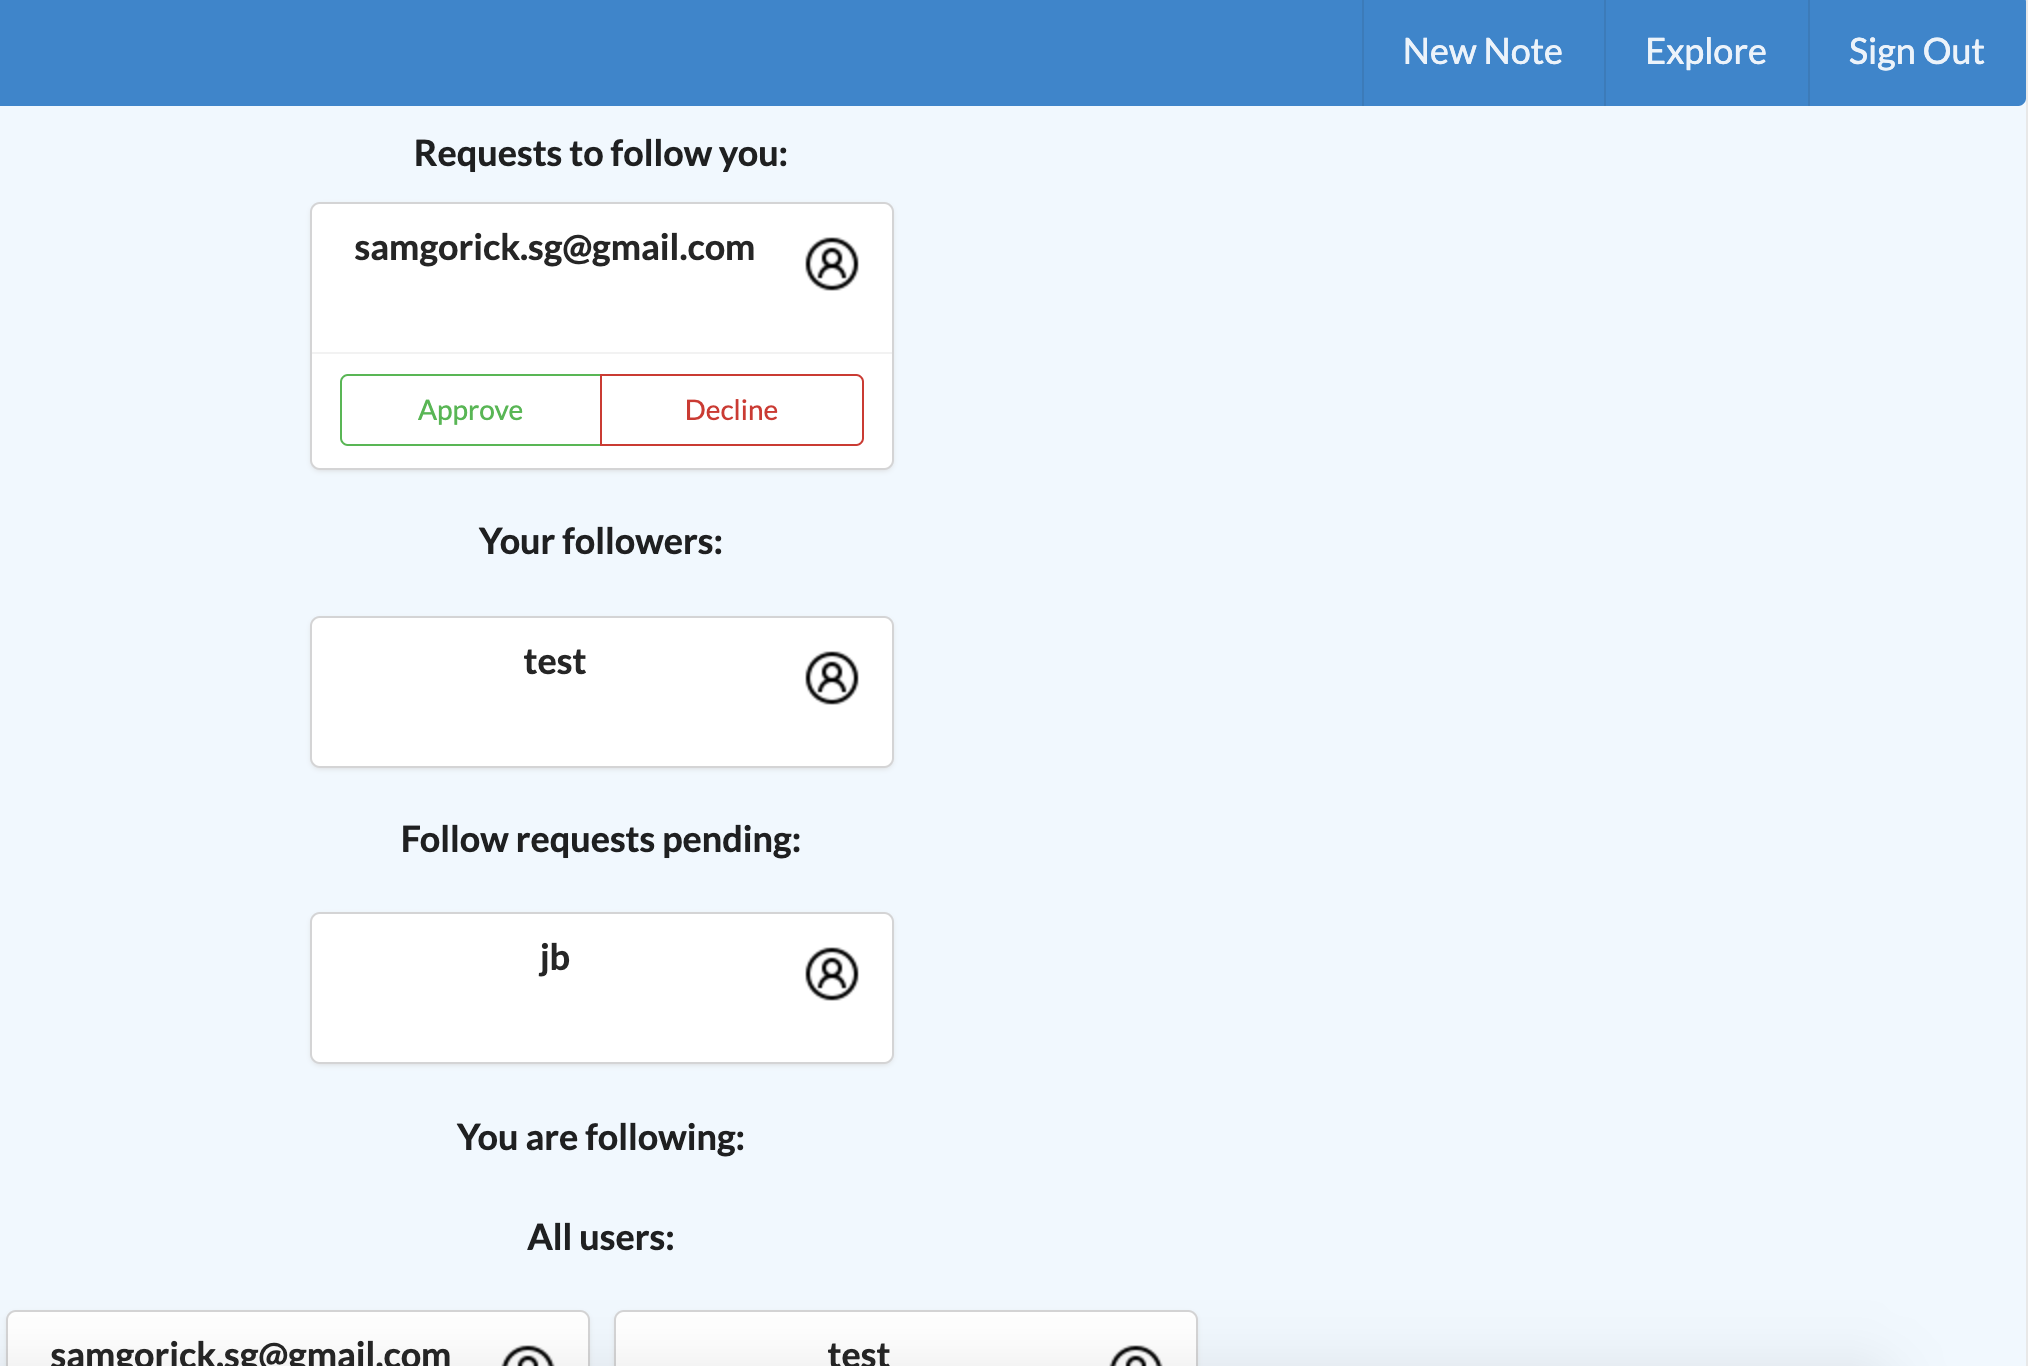 New Note Explore Sign Out
Requests to follow you:
samgorick.sg@gmail.com
Approve Decline
Your followers:
test
Follow requests pending:
jb
You are following:
All users:
samgorick.sg@gmail.com test